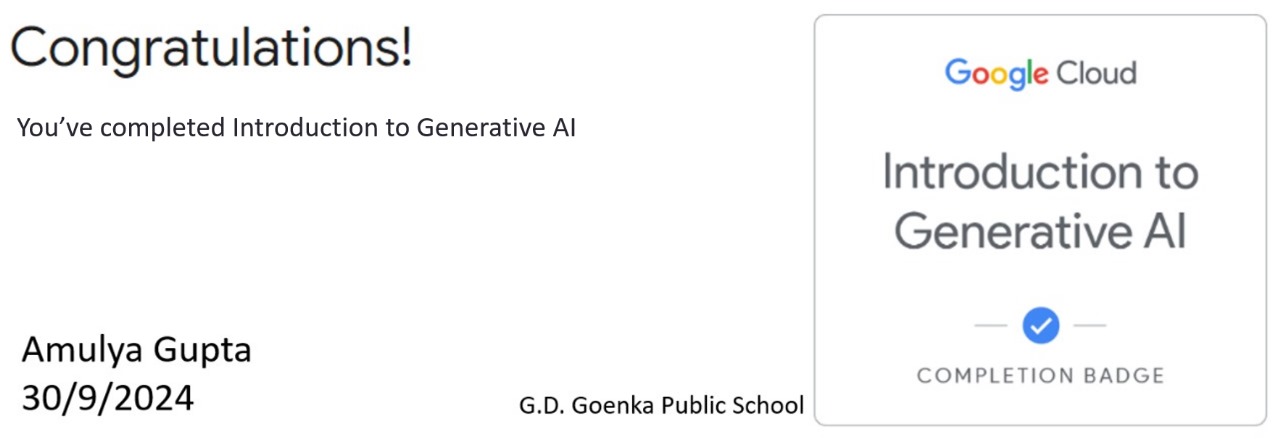 Congratulations!
You’ve completed Introduction to Generative AI
Amulya Gupta
30/9/2024
G.D. Goenka Public School
Google Cloud
Introduction to
Generative AI
COMPLETION BADGE